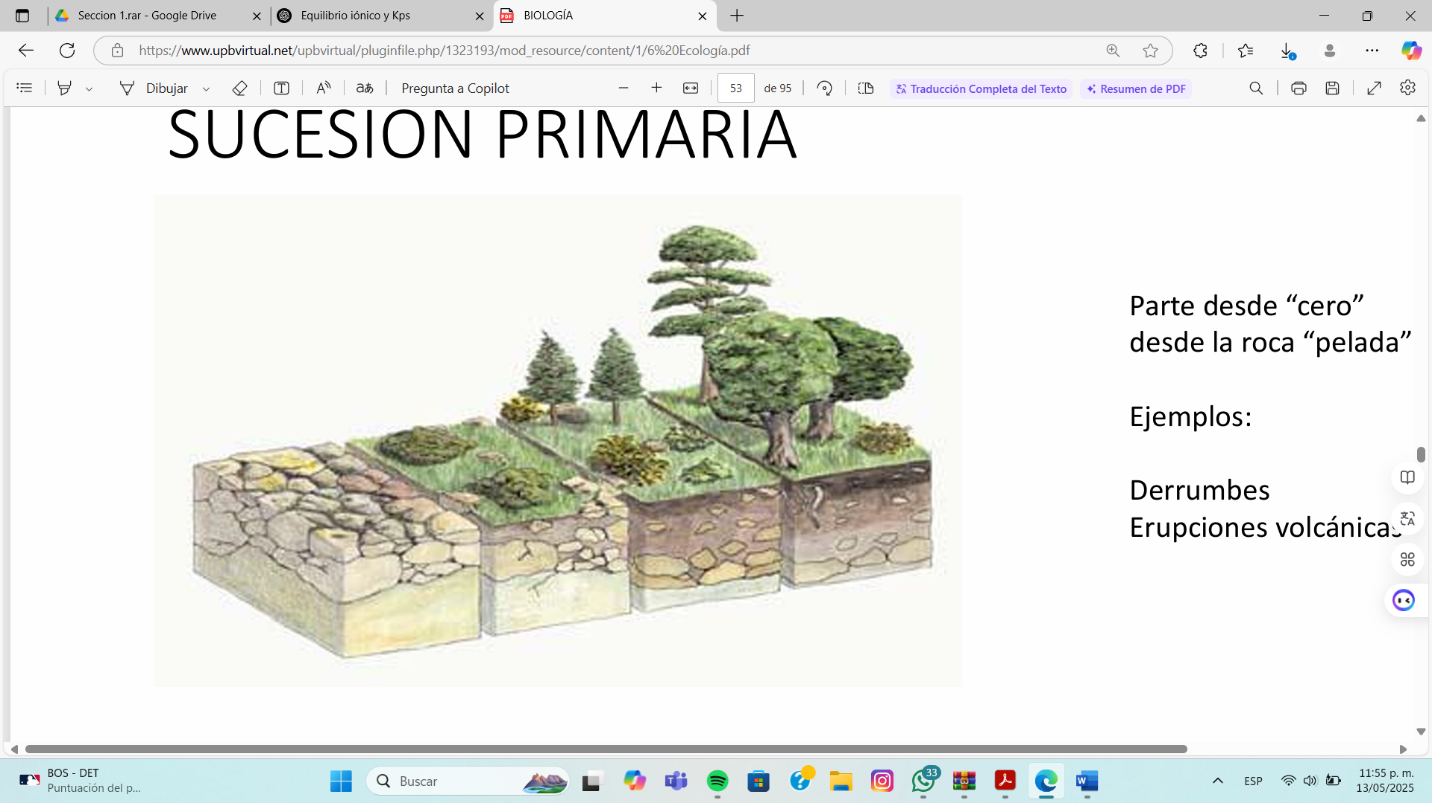 Seccion 1.rar - Google Drive
Equilibrio iónico y Kps
BIOLOGÍA
https://www.upbvirtual.net/upbvirtual/pluginfile.php/1323193/mod_resource/content/1/6%20Ecología.pdf
Dibujar
Pregunta a Copilot
53
de 95
Traducción Completa del Texto
Resumen de PDF
SUCESION PRIMARIA
Parte desde “cero”
desde la roca “pelada”
Ejemplos:
Derrumbes
Erupciones volcánicas
BOS - DET
Puntuación del p...
Buscar
33
ESP
11:55 p. m.
13/05/2025